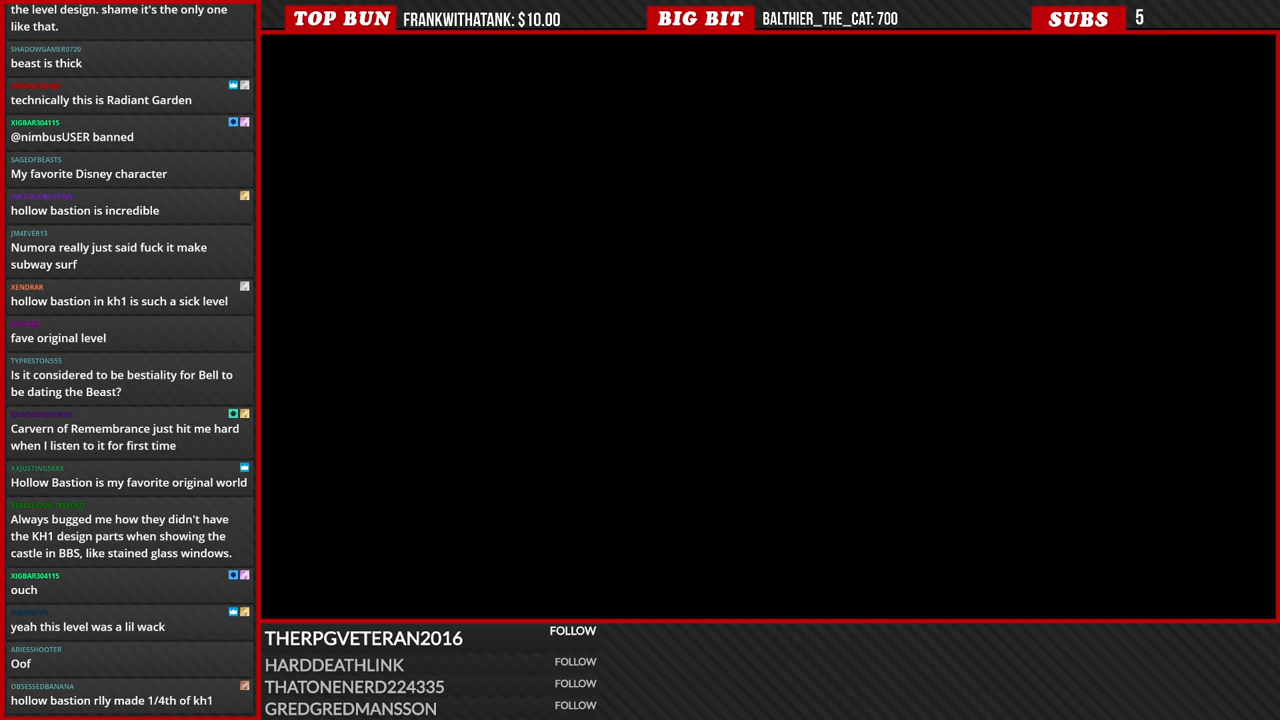 TOP BUN
FRANKWITHATANK: $10.00
BIG BIT
BALTHIER_THE_CAT: 700
SUBS
5
the level design. shame it's the only one
like that.
SHADOWGAMER0720
beast is thick
technically this is Radiant Garden
XIGBAR304115
@nimbusUSER banned
SAGEOFBEASTS
My favorite Disney character
hollow bastion is incredible
JM4EVER13
Numora really just said fuck it make
subway surf
XENDRAR
hollow bastion in kh1 is such a sick level
fave original level
TYPRESTON555
Is it considered to be bestiality for Bell to
be dating the Beast?
Carvern of Remembrance just hit me hard
when I listen to it for first time
XXJUSTING56XX
Hollow Bastion is my favorite original world
Always bugged me how they didn't have
the KH1 design parts when showing the
castle in BBS, like stained glass windows.
XIGBAR304115
ouch
yeah this level was a lil wack
ARIESSHOOTER
Oof
OBSESSEDBANANA
hollow bastion rlly made 1/4th of kh1
THERPGVETERAN2016
FOLLOW
HARDDEATHLINK
FOLLOW
THATONENERD224335
FOLLOW
GREDGREDMANSSON
FOLLOW